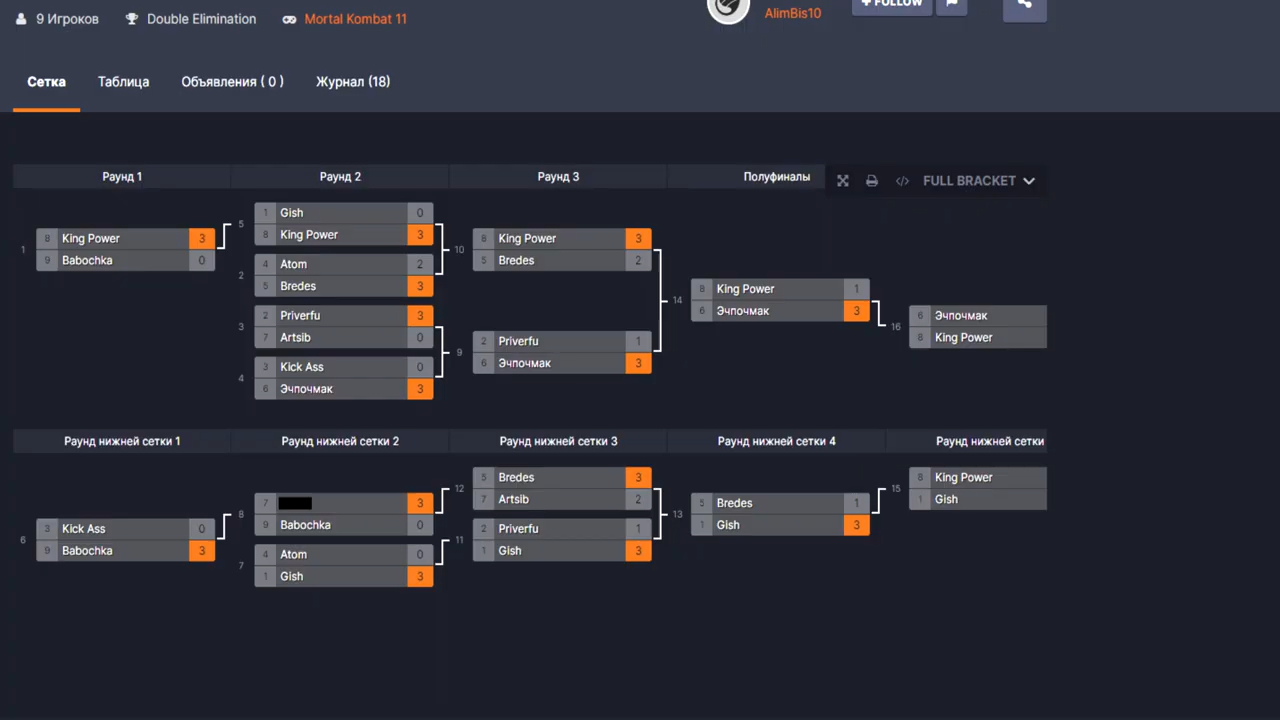 9 Игроков Double Elimination Mortal Kombat 11
AlimBis10
+ FOLLOW
Сетка Таблица Объявления ( 0 ) Журнал (18)
Раунд 1 Раунд 2 Раунд 3 Полуфиналы FULL BRACKET
1
8 King Power 3
9 Babochka 0
5
1 Gish 0
8 King Power 3
2
4 Atom 2
5 Bredes 3
3
2 Priverfu 3
7 Artsib 0
4
3 Kick Ass 0
6 Эчпочмак 3
10
8 King Power 3
5 Bredes 2
9
2 Priverfu 1
6 Эчпочмак 3
14
8 King Power 1
6 Эчпочмак 3
16
6 Эчпочмак
8 King Power
Раунд нижней сетки 1 Раунд нижней сетки 2 Раунд нижней сетки 3 Раунд нижней сетки 4 Раунд нижней сетки
6
3 Kick Ass 0
9 Babochka 3
8
7 3
9 Babochka 0
7
4 Atom 0
1 Gish 3
12
5 Bredes 3
7 Artsib 2
11
2 Priverfu 1
1 Gish 3
13
5 Bredes 1
1 Gish 3
15
8 King Power
1 Gish